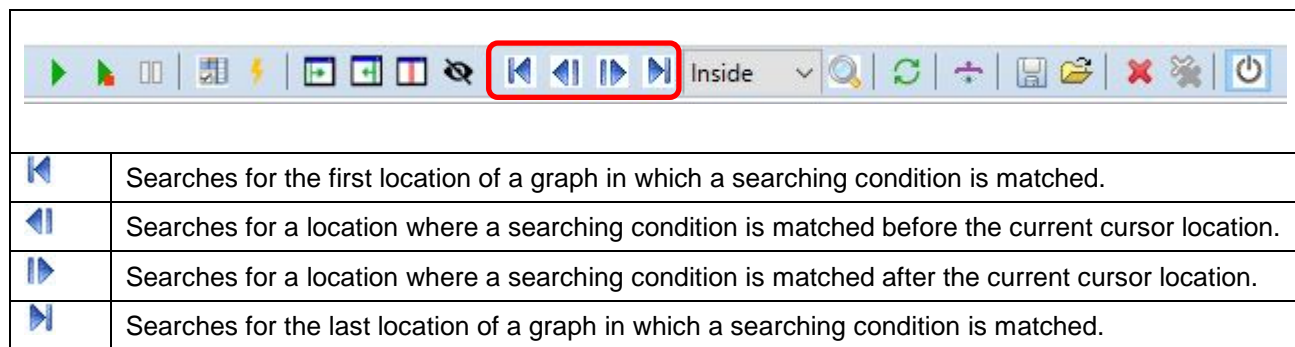 Inside
Searches for the first location of a graph in which a searching condition is matched.
Searches for a location where a searching condition is matched before the current cursor location.
Searches for a location where a searching condition is matched after the current cursor location.
Searches for the last location of a graph in which a searching condition is matched.